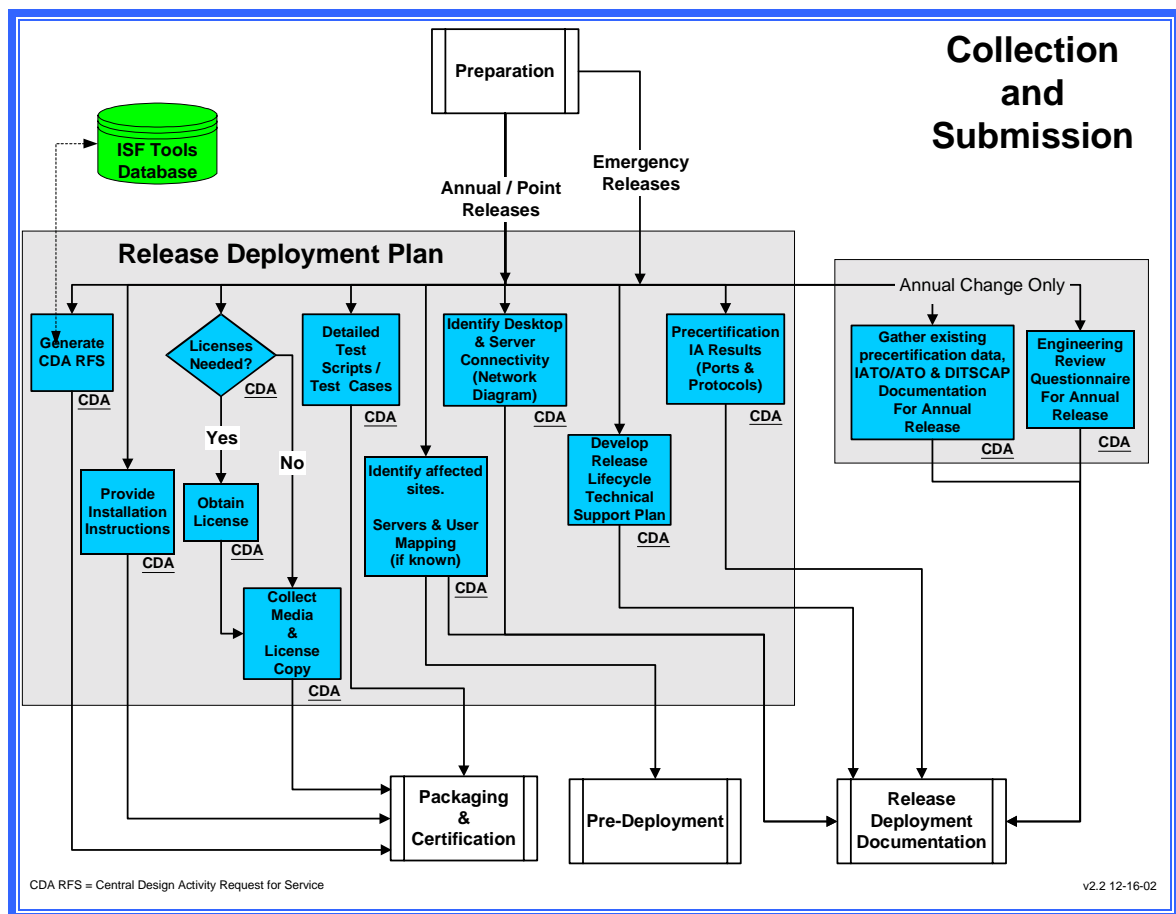 Collection
and
Submission
Preparation
ISF Tools
Database
Emergency
Releases
Annual / Point
Releases
Release Deployment Plan
Annual Change Only
Generate
CDA RFS
CDA
Licenses
Needed?
CDA
Detailed
Test
Scripts /
Test Cases
CDA
Identify Desktop
& Server
Connectivity
(Network
Diagram)
CDA
Precertification
IA Results
(Ports &
Protocols)
CDA
Gather existing
precertification data,
IATO/ATO & DITSCAP
Documentation
For Annual
Release
CDA
Engineering
Review
Questionnaire
For Annual
Release
CDA
Yes
No
Provide
Installation
Instructions
CDA
Obtain
License
CDA
Identify affected
sites.
Servers & User
Mapping
(if known)
CDA
Develop
Release
Lifecycle
Technical
Support Plan
CDA
Collect
Media
&
License
Copy
CDA
Packaging
&
Certification
Pre-Deployment
Release
Deployment
Documentation
CDA RFS = Central Design Activity Request for Service
v2.2 12-16-02